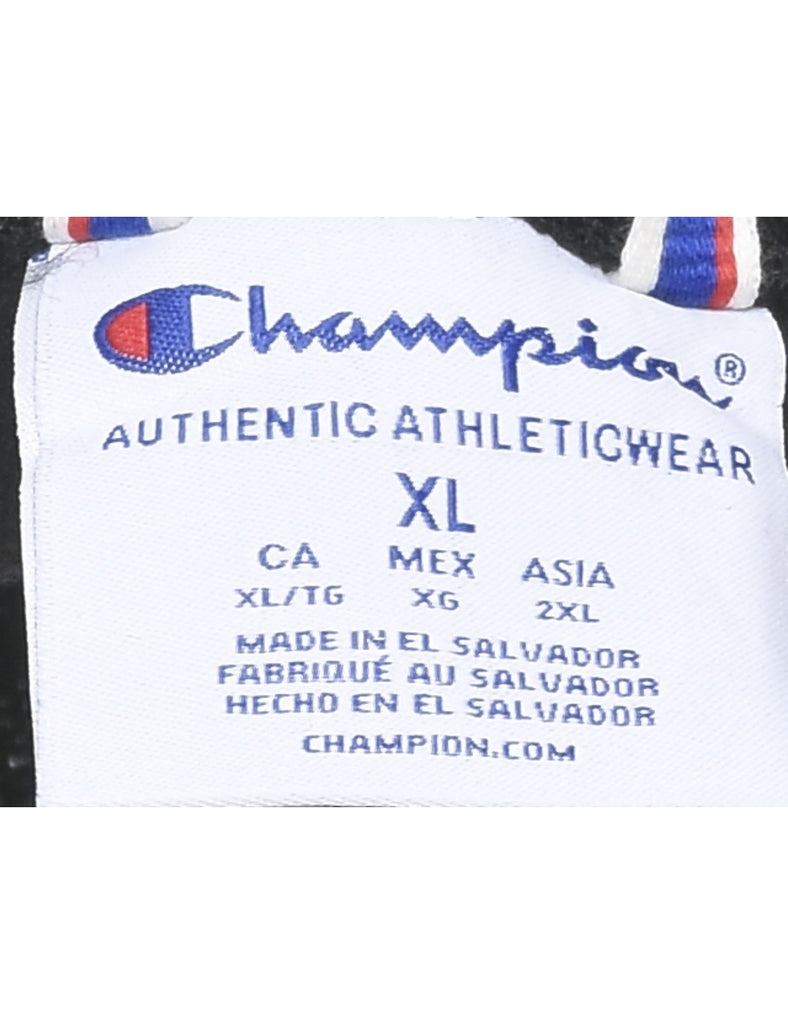 Champion®
AUTHENTIC ATHLETICWEAR
XL
CA MEX ASIA
XL/TG XG 2XL
MADE IN EL SALVADOR
FABRIQUÉ AU SALVADOR
HECHO EN EL SALVADOR
CHAMPION.COM